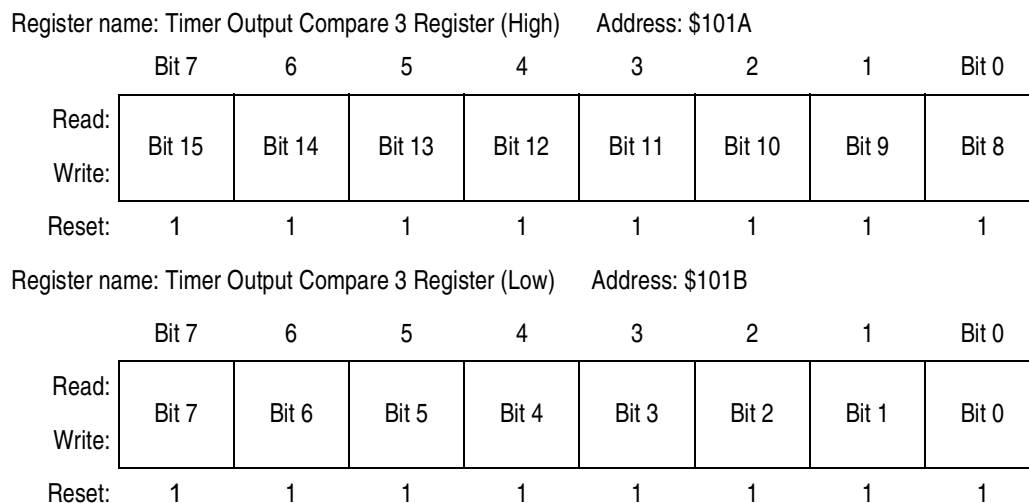 Register name: Timer Output Compare 3 Register (High) Address: $101A
Bit 7 6 5 4 3 2 1 Bit 0
Read:
Bit 15 Bit 14 Bit 13 Bit 12 Bit 11 Bit 10 Bit 9 Bit 8
Write:
Reset: 1 1 1 1 1 1 1 1
Register name: Timer Output Compare 3 Register (Low) Address: $101B
Bit 7 6 5 4 3 2 1 Bit 0
Read:
Bit 7 Bit 6 Bit 5 Bit 4 Bit 3 Bit 2 Bit 1 Bit 0
Write:
Reset: 1 1 1 1 1 1 1 1